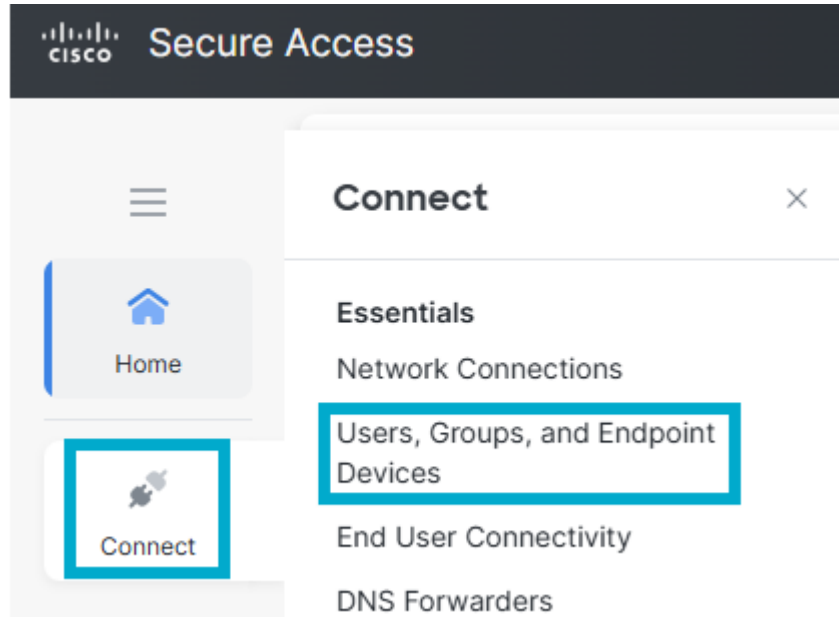 cisco Secure Access
Connect
Home
Essentials
Network Connections
Users, Groups, and Endpoint
Devices
Connect
End User Connectivity
DNS Forwarders